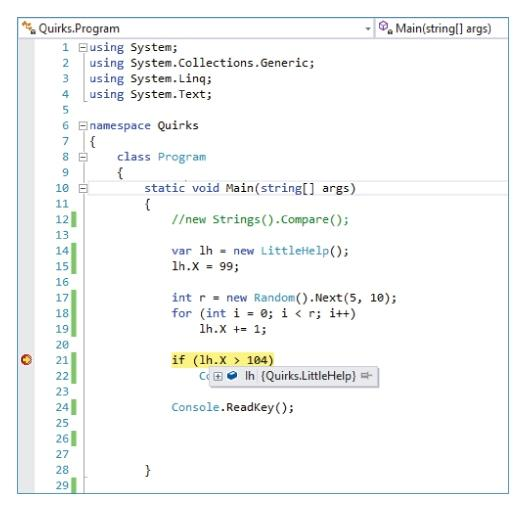 Quirks.Program Main(string[] args)
1 using System;
2 using System.Collections.Generic;
3 using System.Linq;
4 using System.Text;
5
6 namespace Quirks
7 {
8 class Program
9 {
10 static void Main(string[] args)
11 {
12 //new Strings().Compare();
13
14 var lh = new LittleHelp();
15 lh.X = 99;
16
17 int r = new Random().Next(5, 10);
18 for (int i = 0; i < r; i++)
19 lh.X += 1;
20
21 if (lh.X > 104)
22 lh {Quirks.LittleHelp}
23
24 Console.ReadKey();
25
26
27
28 }
29